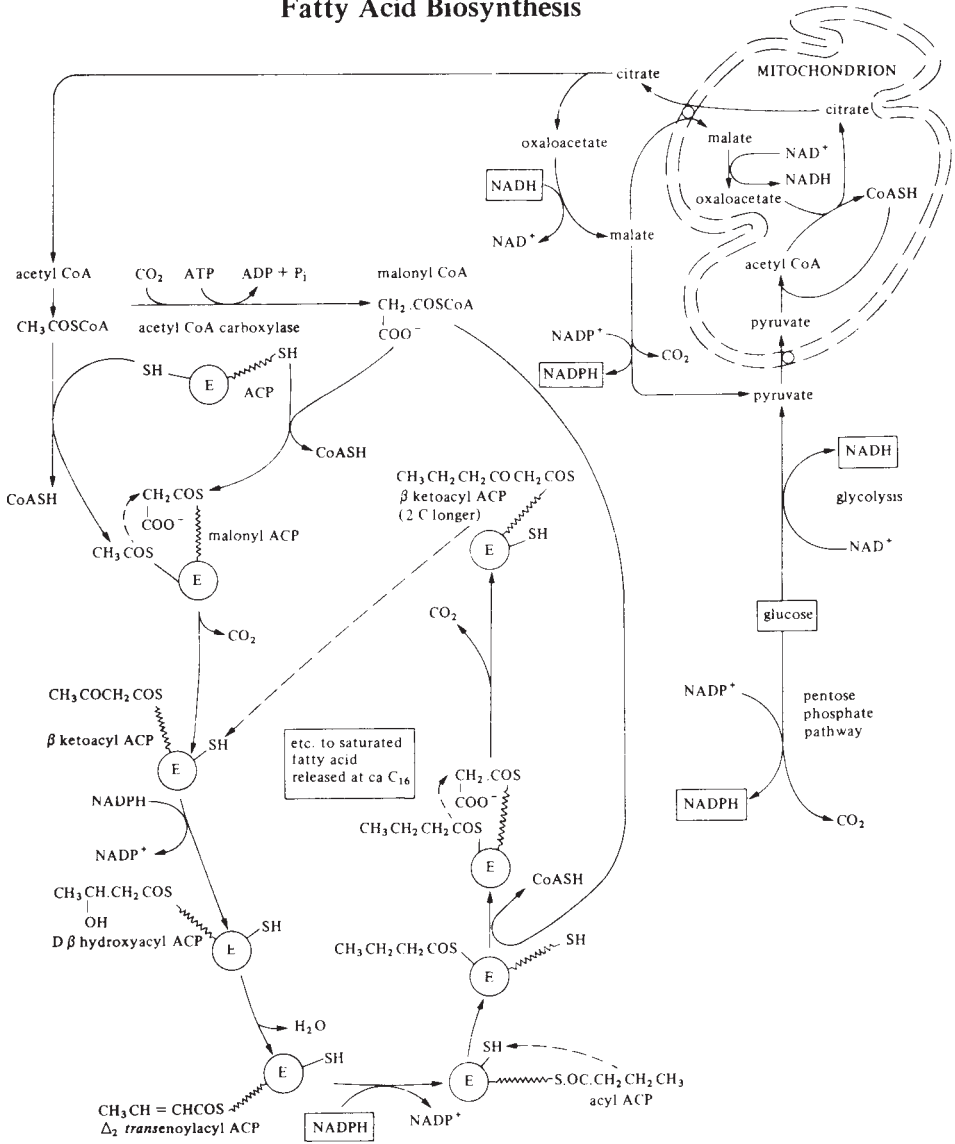 Fatty Acid Biosynthesis
citrate
MITOCHONDRION
citrate
oxaloacetate
malate
NAD⁺
NADH
NADH
oxaloacetate
CoASH
NAD⁺
malate
acetyl CoA
CO₂
ATP
ADP + Pᵢ
malonyl CoA
acetyl CoA
CH₃COSCoA
acetyl CoA carboxylase
CH₂.COSCoA
COO⁻
pyruvate
NADP⁺
CO₂
NADPH
pyruvate
SH
E
SH
ACP
CoASH
NADH
glycolysis
NAD⁺
CoASH
CH₂COS
COO⁻
malonyl ACP
CH₃COS
E
CH₃CH₂CH₂COCH₂COS
β ketoacyl ACP
(2 C longer)
SH
E
CO₂
CO₂
glucose
NADP⁺
pentose
phosphate
pathway
NADPH
CO₂
CH₃COCH₂COS
β ketoacyl ACP
SH
E
etc. to saturated
fatty acid
released at ca C₁₆
NADPH
NADP⁺
CH₂.COS
COO⁻
CH₃CH₂CH₂COS
E
CoASH
CH₃CH.CH₂COS
OH
D β hydroxyacyl ACP
SH
E
CH₃CH₂CH₂COS
SH
E
H₂O
SH
E
CH₃CH = CHCOS
Δ₂ transenoylacyl ACP
NADPH
NADP⁺
SH
E
S.OC.CH₂CH₂CH₃
acyl ACP